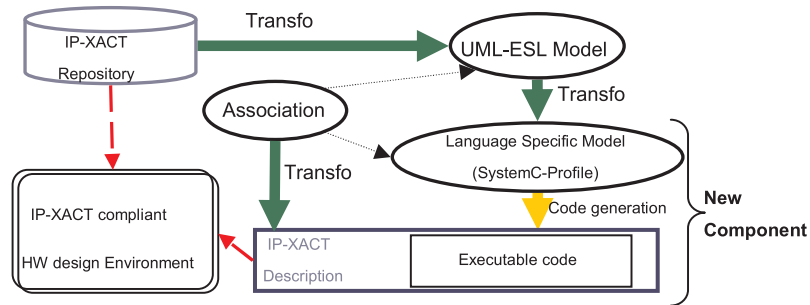 Transfo
IP-XACT
Repository
UML-ESL Model
Transfo
Association
Language Specific Model
(SystemC-Profile)
Transfo
New
Component
Code generation
IP-XACT compliant
HW design Environment
IP-XACT
Description
Executable code